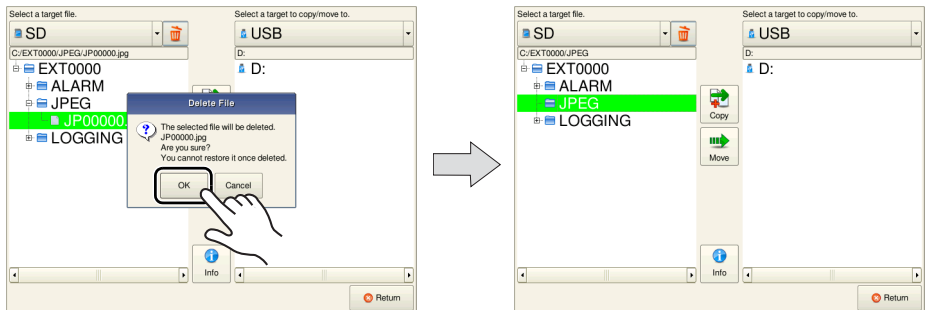 Select a target file.
Select a target to copy/move to.
SD
USB
C:/EXT0000/JPEG/JP00000.jpg
D:
EXT0000
D:
ALARM
JPEG
JP00000.
LOGGING
Delete File
The selected file will be deleted.
JP00000.jpg
Are you sure?
You cannot restore it once deleted.
OK
Cancel
Info
Return
Select a target file.
Select a target to copy/move to.
SD
USB
C:/EXT0000/JPEG
D:
EXT0000
D:
ALARM
JPEG
LOGGING
Copy
Move
Info
Return